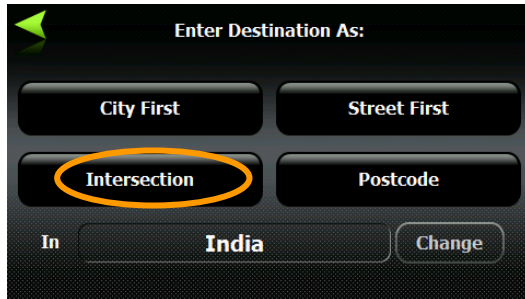 Enter Destination As:
City First
Street First
Intersection
Postcode
In India Change